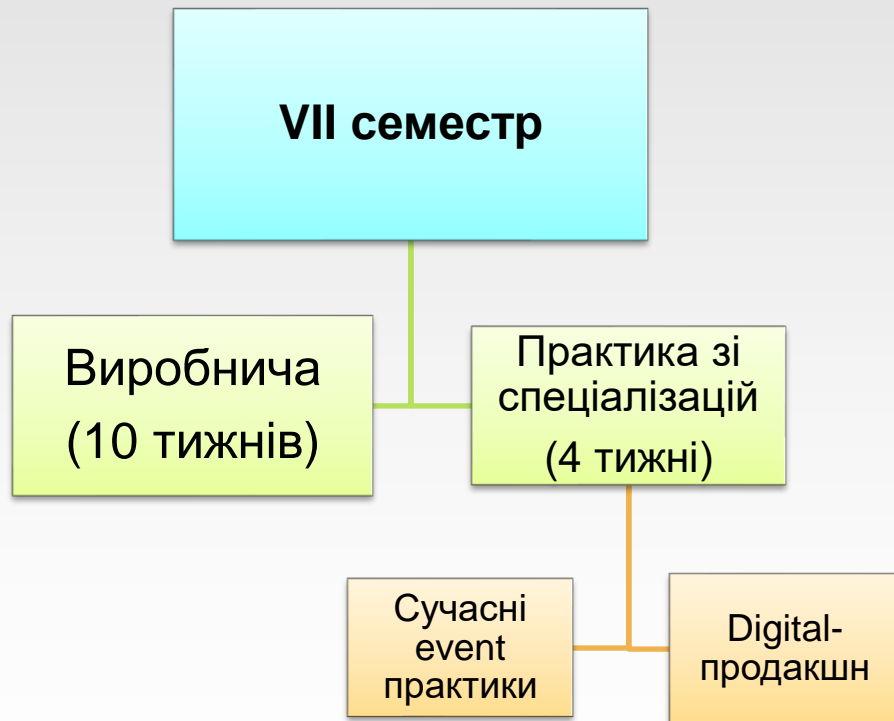 VII семестр
Виробнича
(10 тижнів)
Практика зі
спеціалізацій
(4 тижні)
Сучасні
event
практики
Digital-
продакшн